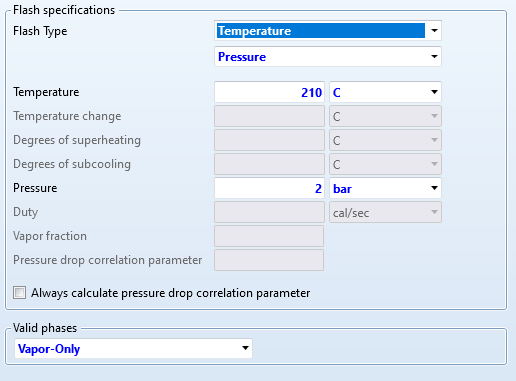 Flash specifications
Flash Type Temperature
Pressure
Temperature 210 C
Temperature change C
Degrees of superheating C
Degrees of subcooling C
Pressure 2 bar
Duty cal/sec
Vapor fraction
Pressure drop correlation parameter
Always calculate pressure drop correlation parameter
Valid phases
Vapor-Only